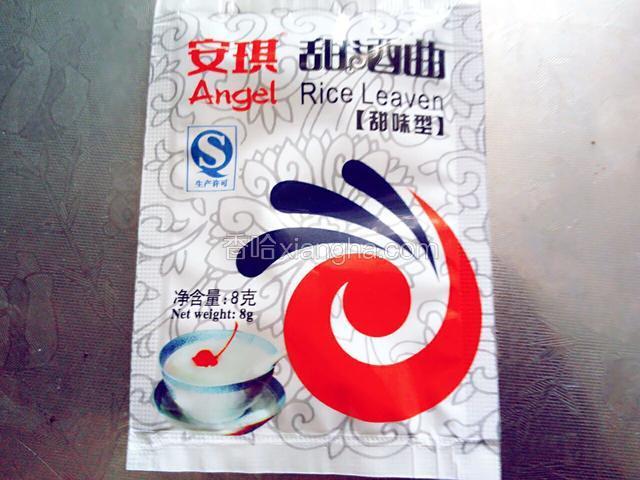 安琪 甜酒曲
Angel Rice Leaven
【甜味型】
S
生产许可
香哈xiangha.com
净含量:8克
Net weight: 8g